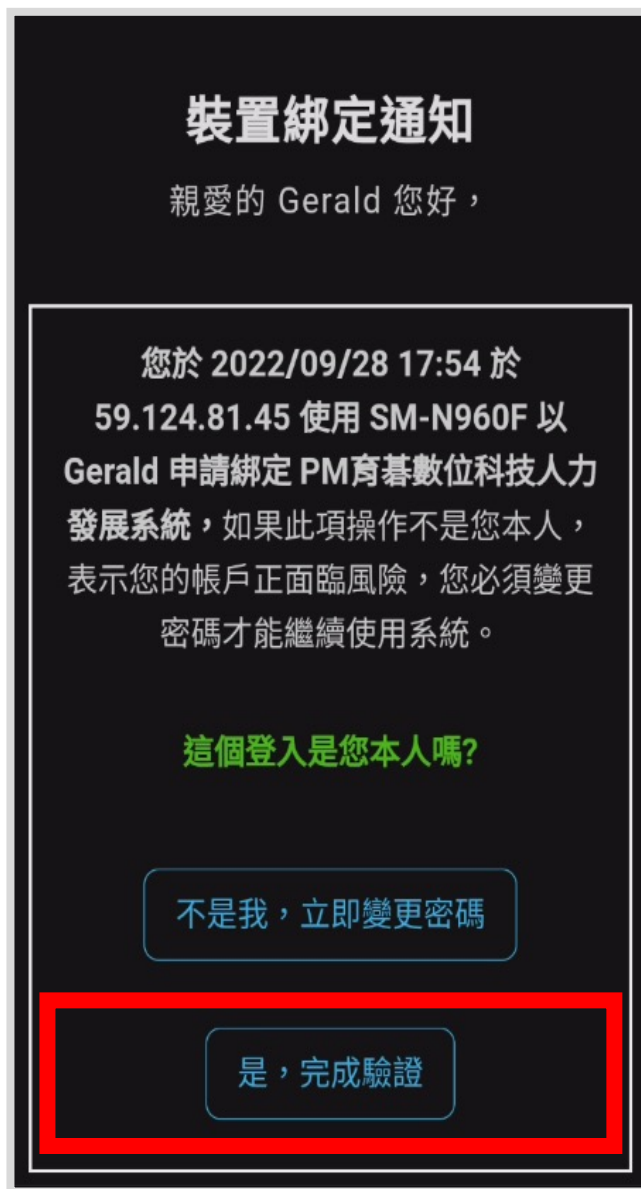 裝置綁定通知
親愛的 Gerald 您好，
您於 2022/09/28 17:54 於
59.124.81.45 使用 SM-N960F 以
Gerald 申請綁定 PM育碁數位科技人力
發展系統，如果此項操作不是您本人，
表示您的帳戶正面臨風險，您必須變更
密碼才能繼續使用系統。
這個登入是您本人嗎?
不是我，立即變更密碼
是，完成驗證